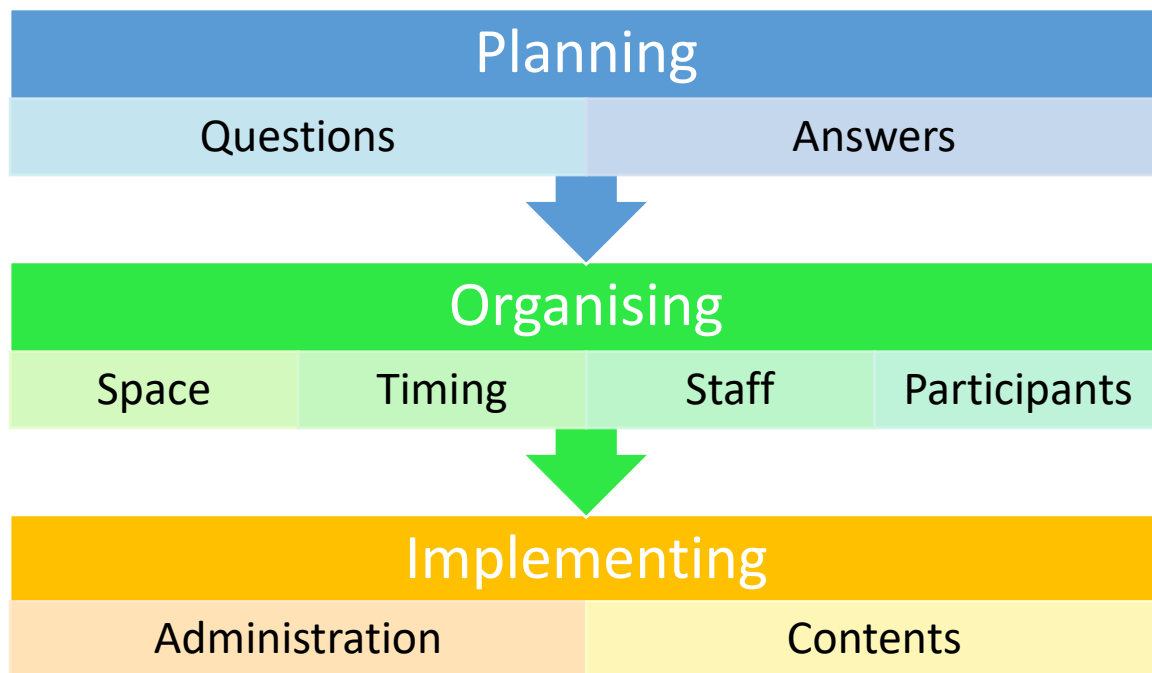 Planning
Questions Answers
Organising
Space Timing Staff Participants
Implementing
Administration Contents